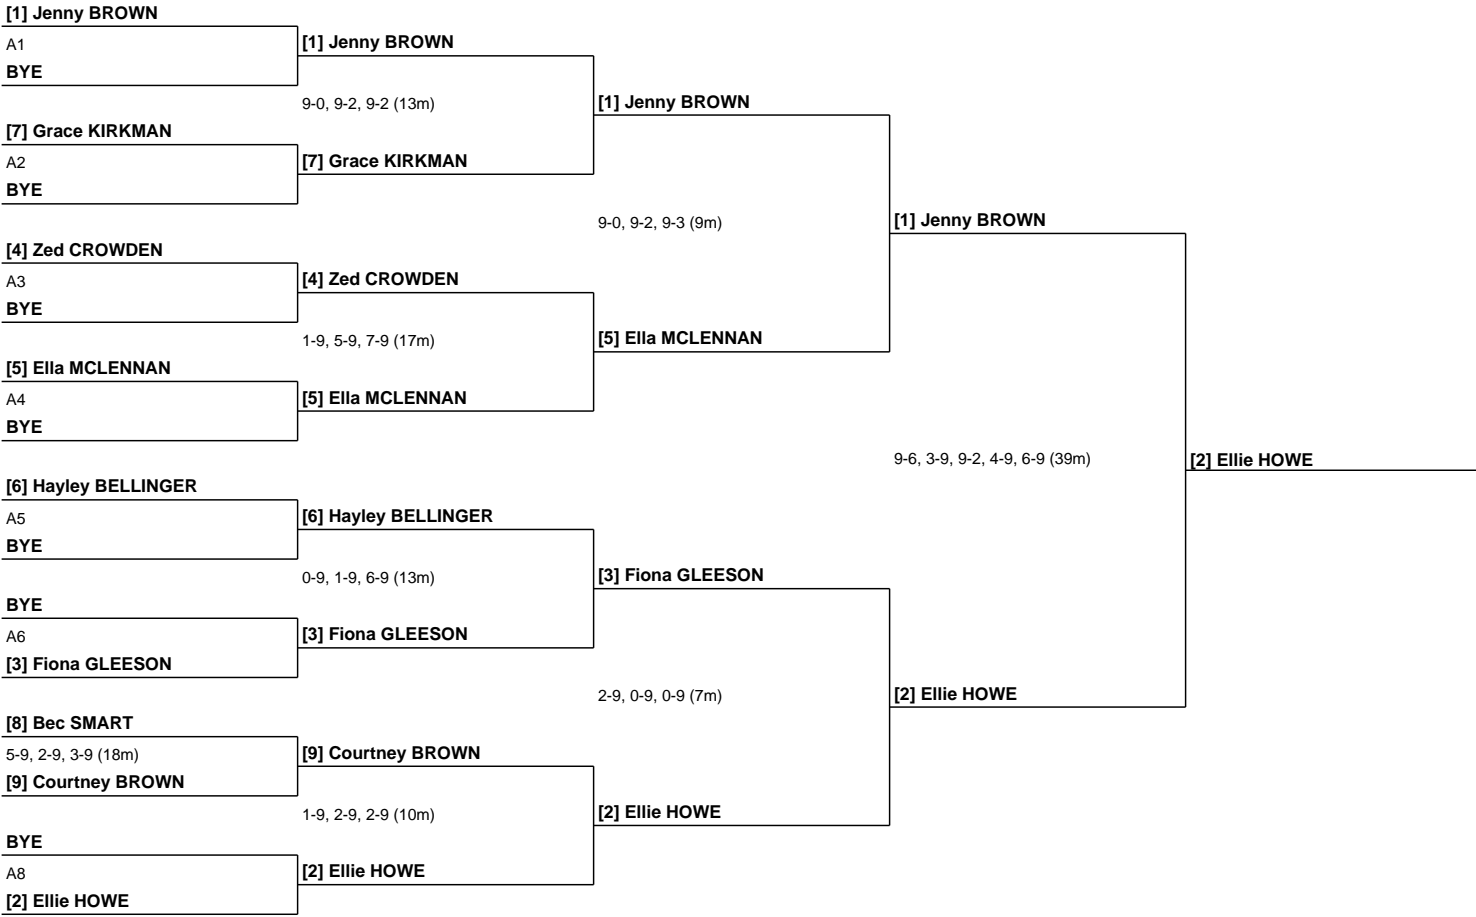 [1] Jenny BROWN
A1
BYE
[7] Grace KIRKMAN
A2
BYE
[4] Zed CROWDEN
A3
BYE
[5] Ella MCLENNAN
A4
BYE
[6] Hayley BELLINGER
A5
BYE
BYE
A6
[3] Fiona GLEESON
[8] Bec SMART
5-9, 2-9, 3-9 (18m)
[9] Courtney BROWN
BYE
A8
[2] Ellie HOWE
[1] Jenny BROWN
9-0, 9-2, 9-2 (13m)
[7] Grace KIRKMAN
[4] Zed CROWDEN
1-9, 5-9, 7-9 (17m)
[5] Ella MCLENNAN
[6] Hayley BELLINGER
0-9, 1-9, 6-9 (13m)
[3] Fiona GLEESON
[9] Courtney BROWN
1-9, 2-9, 2-9 (10m)
[2] Ellie HOWE
[1] Jenny BROWN
9-0, 9-2, 9-3 (9m)
[5] Ella MCLENNAN
[3] Fiona GLEESON
2-9, 0-9, 0-9 (7m)
[2] Ellie HOWE
[1] Jenny BROWN
9-6, 3-9, 9-2, 4-9, 6-9 (39m)
[2] Ellie HOWE
[2] Ellie HOWE